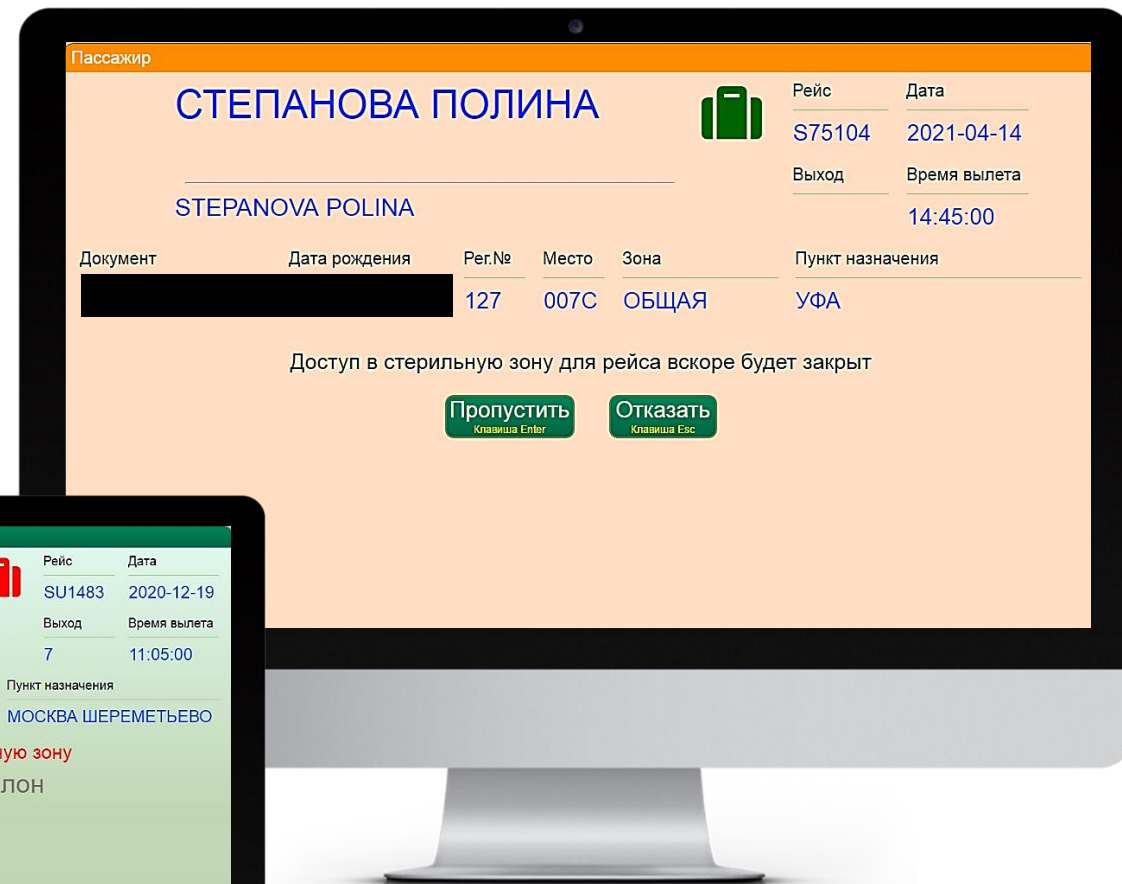 Пассажир
СТЕПАНОВА ПОЛИНА
STEPANOVA POLINA
Рейс Дата
S75104 2021-04-14
Выход Время вылета
14:45:00
Документ Дата рождения Рег.№ Место Зона Пункт назначения
127 007C ОБЩАЯ УФА
Доступ в стерильную зону для рейса вскоре будет закрыт
Пропустить Отказать
Клавиша Enter Клавиша Esc
Рейс Дата
SU1483 2020-12-19
Выход Время вылета
7 11:05:00
Пункт назначения
МОСКВА ШЕРЕМЕТЬЕВО
ную зону
лон